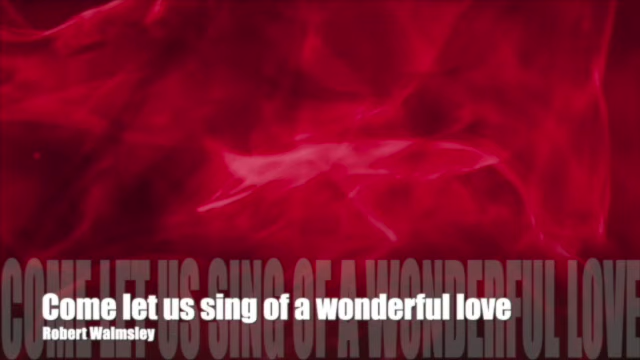 COME LET US SING OF A WONDERFUL LOVE
Come let us sing of a wonderful love
Robert Walmsley